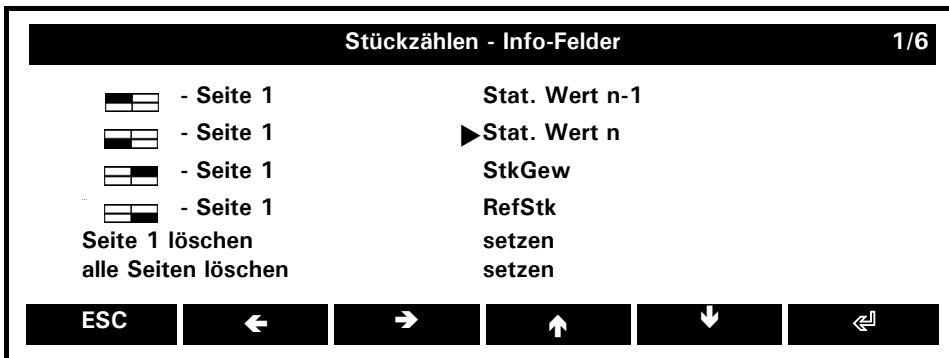 Stückzählen - Info-Felder 1/6
- Seite 1 Stat. Wert n-1
- Seite 1 ▶Stat. Wert n
- Seite 1 StkGew
- Seite 1 RefStk
Seite 1 löschen setzen
alle Seiten löschen setzen
ESC ← → ↑ ↓ ↵